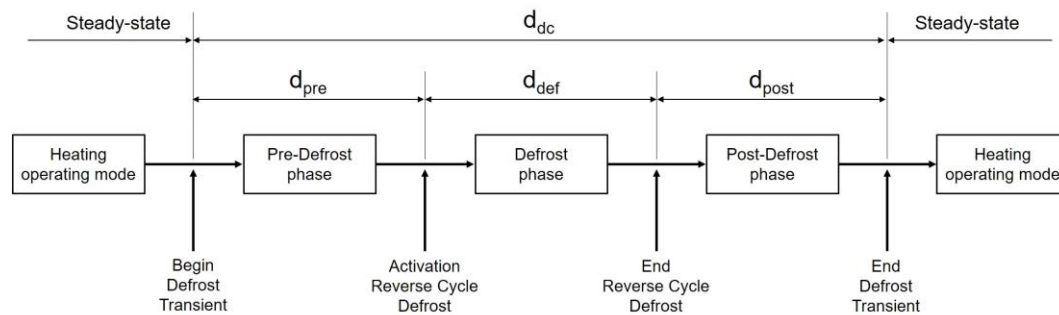 Steady-state
d_dc
Steady-state
d_pre
d_def
d_post
Heating
operating mode
Pre-Defrost
phase
Defrost
phase
Post-Defrost
phase
Heating
operating mode
Begin
Defrost
Transient
Activation
Reverse Cycle
Defrost
End
Reverse Cycle
Defrost
End
Defrost
Transient